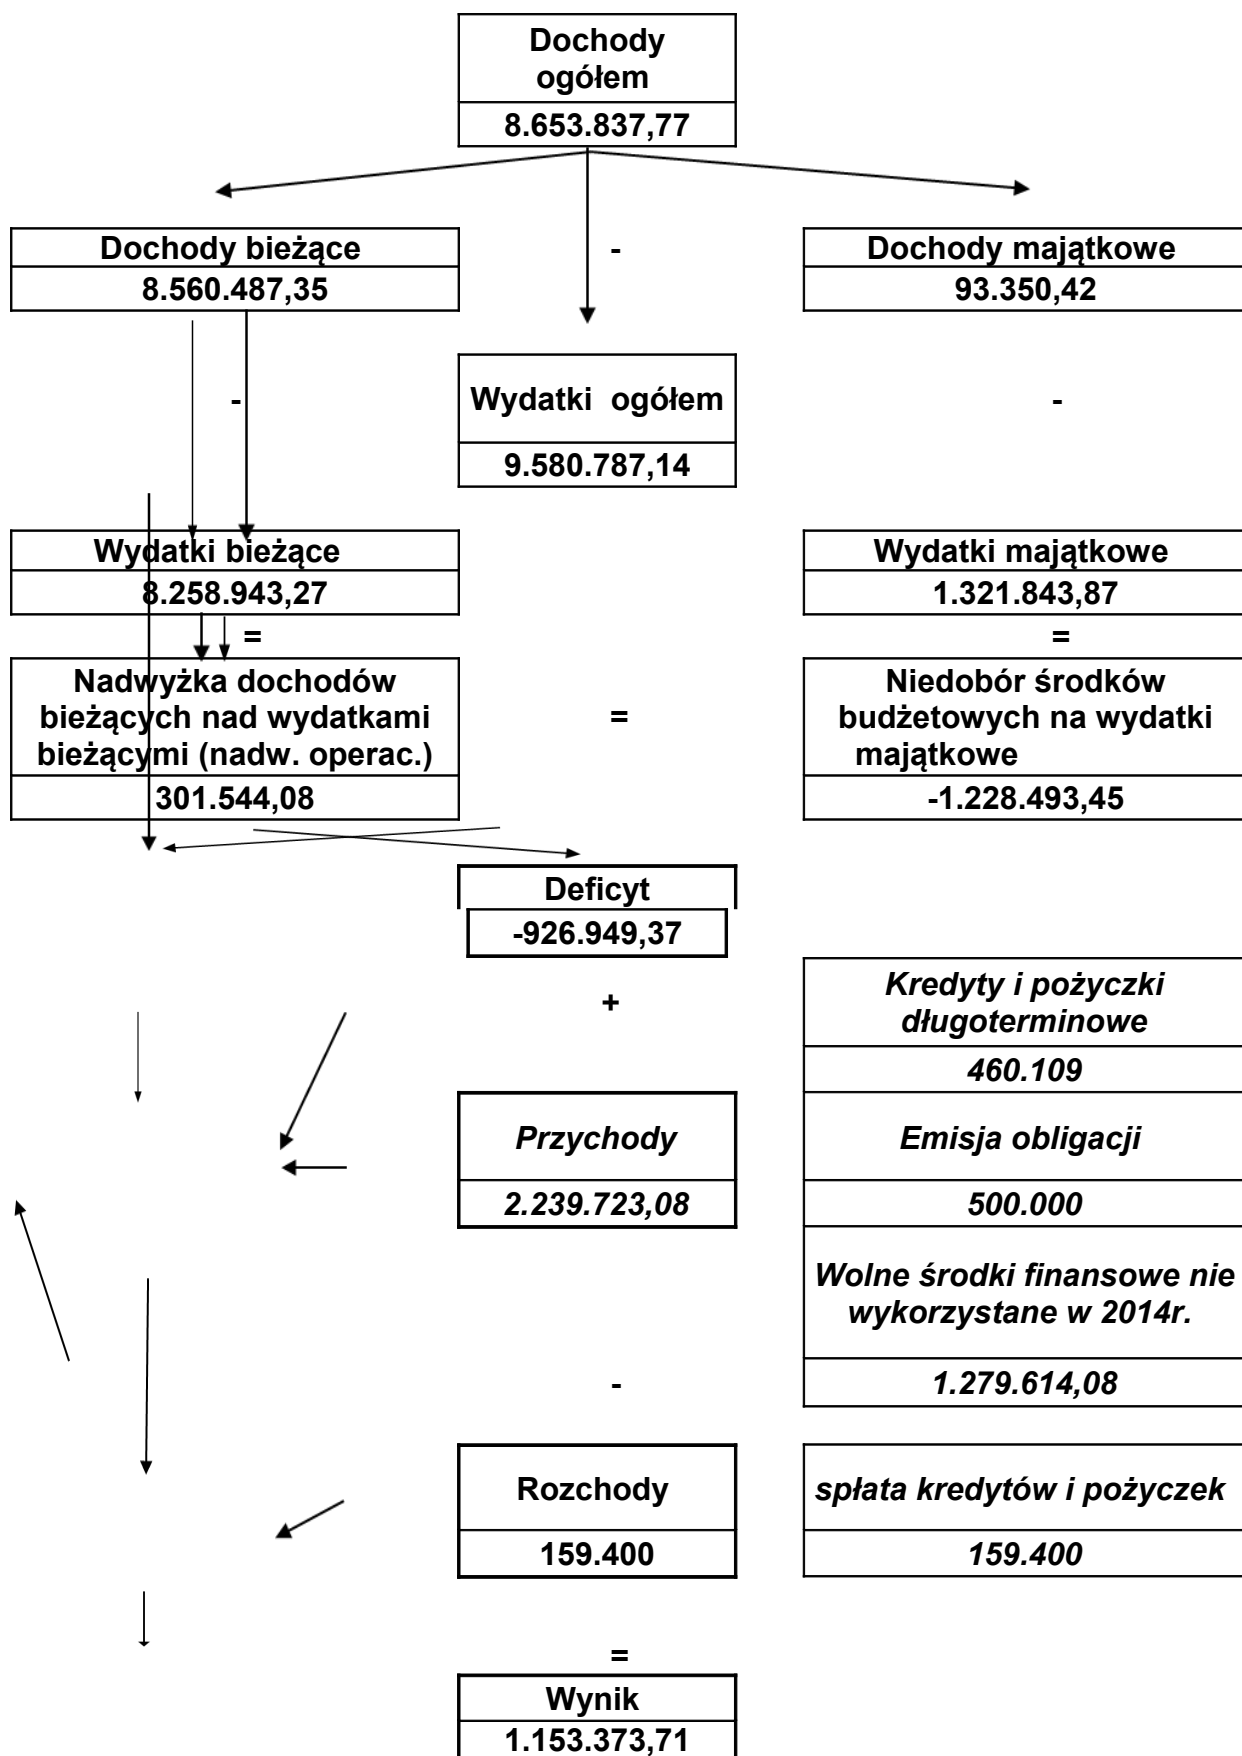 Dochody
ogółem
8.653.837,77
Dochody bieżące
-
Dochody majątkowe
8.560.487,35
93.350,42
-
Wydatki ogółem
-
9.580.787,14
Wydatki bieżące
Wydatki majątkowe
8.258.943,27
1.321.843,87
=
=
Nadwyżka dochodów
bieżących nad wydatkami
bieżącymi (nadw. operac.)
=
Niedobór środków
budżetowych na wydatki
majątkowe
301.544,08
-1.228.493,45
Deficyt
-926.949,37
+
Kredyty i pożyczki
długoterminowe
460.109
Przychody
Emisja obligacji
2.239.723,08
500.000
Wolne środki finansowe nie
wykorzystane w 2014r.
-
1.279.614,08
Rozchody
spłata kredytów i pożyczek
159.400
159.400
=
Wynik
1.153.373,71